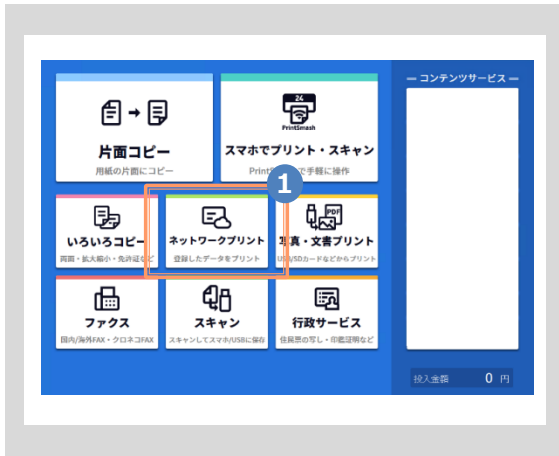 コンテンツサービス
24
PrintSmash
片面コピー
用紙の片面にコピー
スマホでプリント・スキャン
Print で手軽に操作
1
いろいろコピー
両面・拡大縮小・免許証など
ネットワークプリント
登録したデータをプリント
PDF
写真・文書プリント
USB/SDカードなどからプリント
ファクス
国内/海外FAX・クロネコFAX
スキャン
スキャンしてスマホ/USBに保存
行政サービス
住民票の写し・印鑑証明など
投入金額 0 円